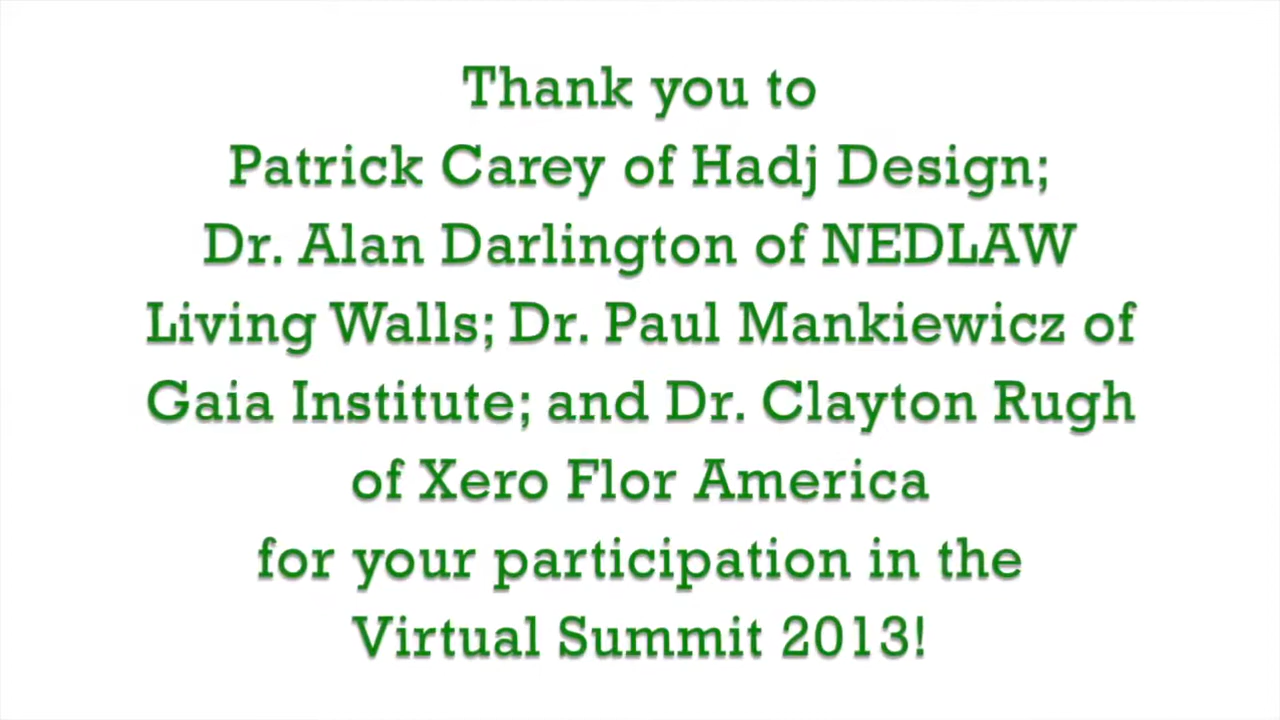 Thank you to
Patrick Carey of Hadj Design;
Dr. Alan Darlington of NEDLAW
Living Walls; Dr. Paul Mankiewicz of
Gaia Institute; and Dr. Clayton Rugh
of Xero Flor America
for your participation in the
Virtual Summit 2013!